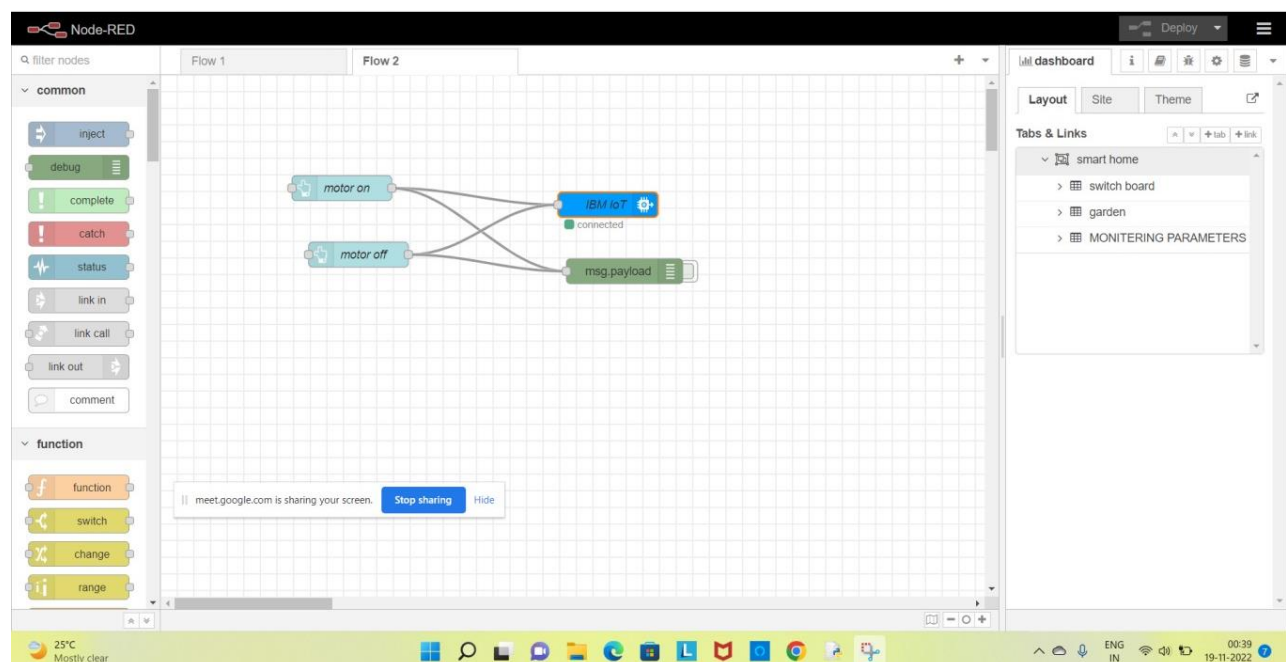 Node-RED
Deploy
filter nodes
Flow 1
Flow 2
dashboard
common
inject
debug
complete
catch
status
link in
link call
link out
comment
function
function
switch
change
range
motor on
motor off
IBM IoT
connected
msg.payload
Layout
Site
Theme
Tabs & Links
tab
link
smart home
switch board
garden
MONITERING PARAMETERS
meet.google.com is sharing your screen.
Stop sharing
Hide
25°C
Mostly clear
ENG
IN
00:39
19-11-2022